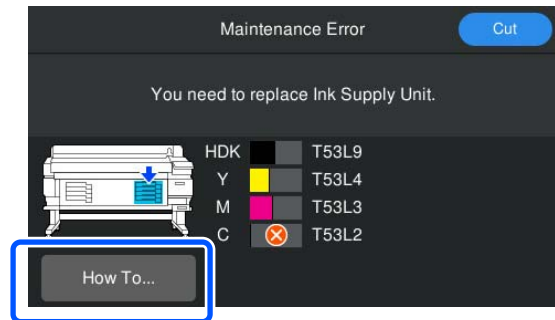 Maintenance Error
Cut
You need to replace Ink Supply Unit.
HDK T53L9
Y T53L4
M T53L3
C T53L2
How To...